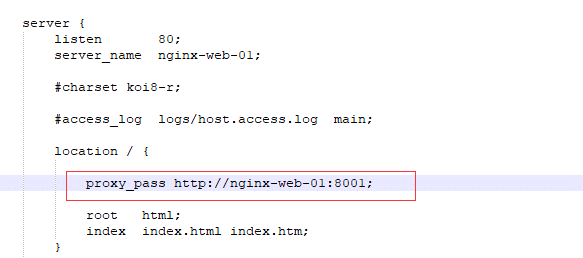 server {
listen 80;
server_name nginx-web-01;
#charset koi8-r;
#access_log logs/host.access.log main;
location / {
proxy_pass http://nginx-web-01:8001;
root html;
index index.html index.htm;
}